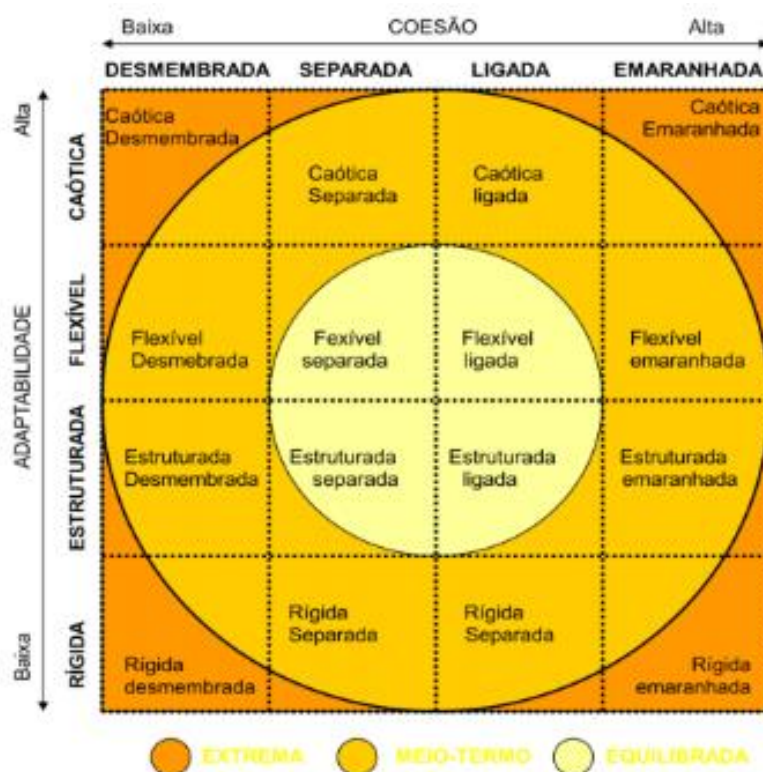 Baixa COESÃO Alta
DESMEMBRADA SEPARADA LIGADA EMARANHADA
Alta
ADAPTABILIDADE
Baixa
CAÓTICA
FLEXÍVEL
ESTRUTURADA
RÍGIDA
Caótica
Desmembrada
Caótica
Separada
Caótica
ligada
Caótica
Emaranhada
Flexível
Desmebrada
Fexível
separada
Flexível
ligada
Flexível
emaranhada
Estruturada
Desmembrada
Estruturada
separada
Estruturada
ligada
Estruturada
emaranhada
Rígida
desmembrada
Rígida
Separada
Rígida
Separada
Rígida
emaranhada
EXTREMA MEIO-TERMO EQUILIBRADA